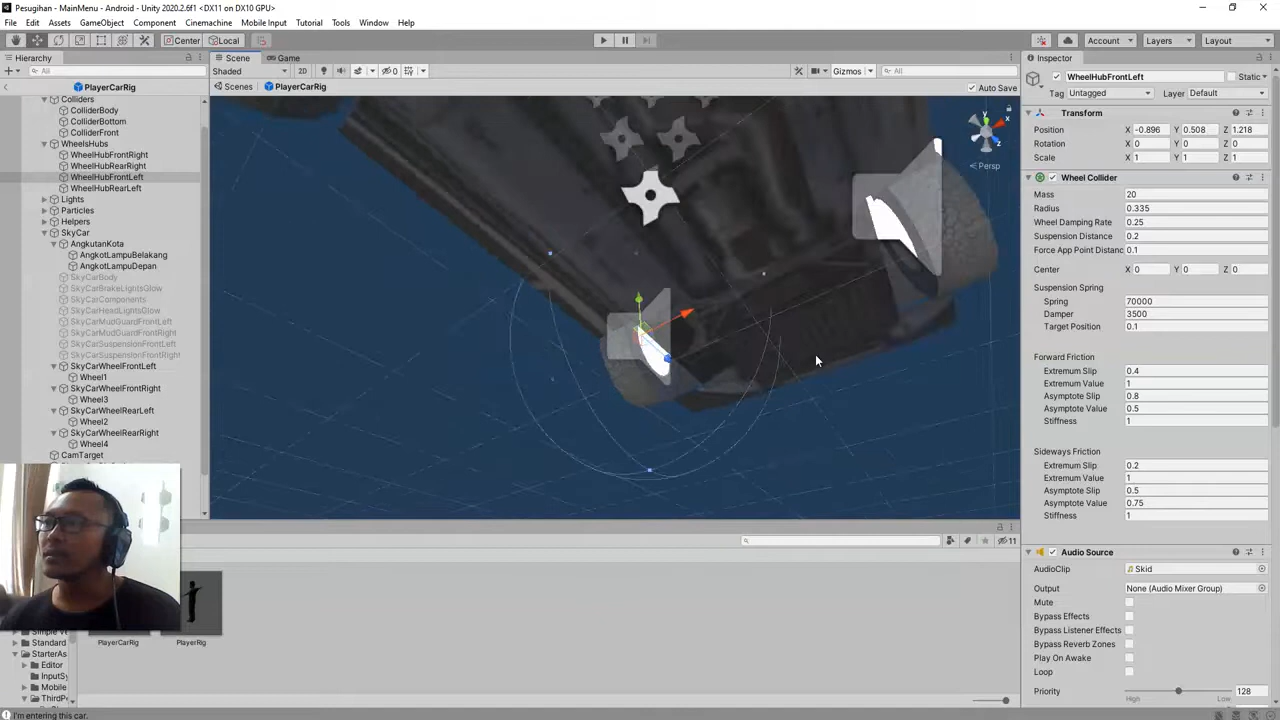 Pesugihan - MainMenu - Android - Unity 2020.2.6f1 <DX11 on DX10 GPU>
File Edit Assets GameObject Component Cinemachine Mobile Input Tutorial Tools Window Help
Center Local Account Layers Layout
Hierarchy Scene Game Inspector
All Shaded 2D 0 Gizmos All
PlayerCarRig Scenes PlayerCarRig Auto Save
WheelHubFrontLeft Static
Tag Untagged Layer Default
Colliders
ColliderBody
ColliderBottom
ColliderFront
WheelsHubs
WheelHubFrontRight
WheelHubRearRight
WheelHubFrontLeft
WheelHubRearLeft
Lights
Particles
Helpers
SkyCar
AngkutanKota
AngkotLampuBelakang
AngkotLampuDepan
SkyCarBody
SkyCarBrakeLightsGlow
SkyCarComponents
SkyCarHeadLightsGlow
SkyCarMudGuardFrontLeft
SkyCarMudGuardFrontRight
SkyCarSuspensionFrontLeft
SkyCarSuspensionFrontRight
SkyCarWheelFrontLeft
Wheel1
SkyCarWheelFrontRight
Wheel3
SkyCarWheelRearLeft
Wheel2
SkyCarWheelRearRight
Wheel4
CamTarget
y
x
z
Persp
Transform
Position X -0.896 Y 0.508 Z 1.218
Rotation X 0 Y 0 Z 0
Scale X 1 Y 1 Z 1
Wheel Collider
Mass 20
Radius 0.335
Wheel Damping Rate 0.25
Suspension Distance 0.2
Force App Point Distanc 0.1
Center X 0 Y 0 Z 0
Suspension Spring
Spring 70000
Damper 3500
Target Position 0.1
Forward Friction
Extremum Slip 0.4
Extremum Value 1
Asymptote Slip 0.8
Asymptote Value 0.5
Stiffness 1
Sideways Friction
Extremum Slip 0.2
Extremum Value 1
Asymptote Slip 0.5
Asymptote Value 0.75
Stiffness 1
Audio Source
AudioClip Skid
Output None (Audio Mixer Group)
Mute
Bypass Effects
Bypass Listener Effects
Bypass Reverb Zones
Play On Awake
Loop
Priority 128
High Low
11
Standard
StarterAs
Editor
InputSy
Mobile
ThirdP
PlayerCarRig PlayerRig
I'm entering this car.